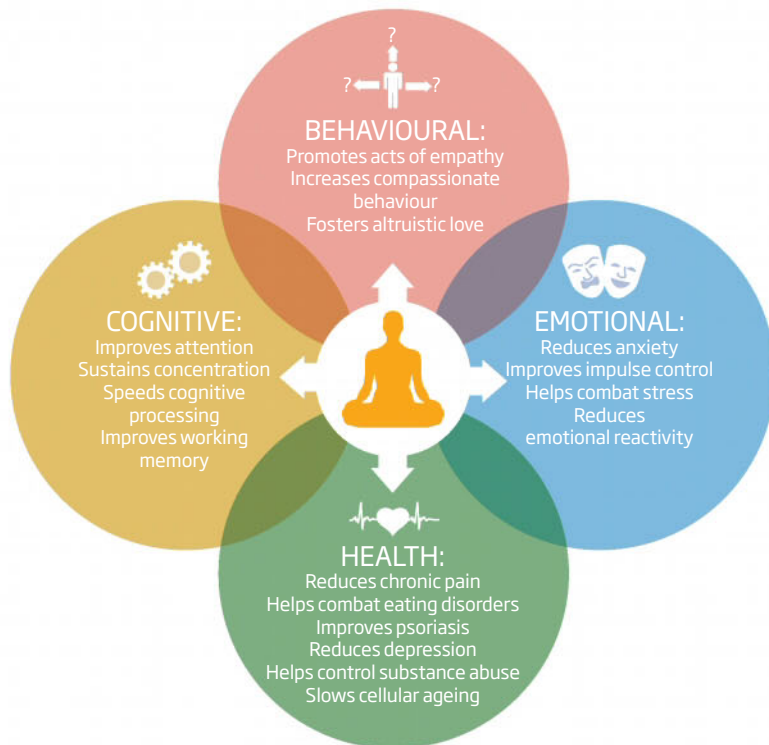 ?
? ?
BEHAVIOURAL:
Promotes acts of empathy
Increases compassionate
behaviour
Fosters altruistic love
COGNITIVE:
Improves attention
Sustains concentration
Speeds cognitive
processing
Improves working
memory
EMOTIONAL:
Reduces anxiety
Improves impulse control
Helps combat stress
Reduces
emotional reactivity
HEALTH:
Reduces chronic pain
Helps combat eating disorders
Improves psoriasis
Reduces depression
Helps control substance abuse
Slows cellular ageing